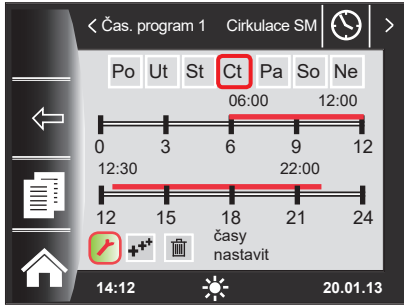 Čas. program 1 Cirkulace SM
Po Ut St Ct Pa So Ne
06:00 12:00
0 3 6 9 12
12:30 22:00
12 15 18 21 24
časy
nastavit
14:12 20.01.13